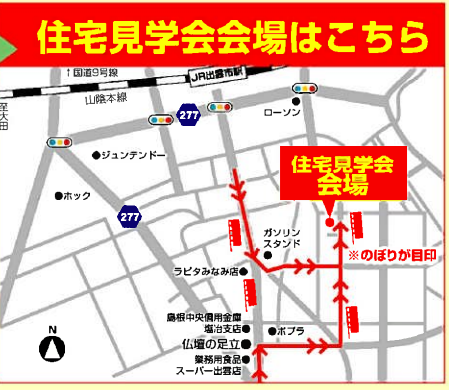 住宅見学会会場はこちら
↑国道9号線
JR出雲市駅
山陰本線
至大田
277
ローソン
ジュンテンドー
住宅見学会
会場
ホック
277
ガソリン
スタンド
※のぼりが目印
ラピタみなみ店
島根中央信用金庫
塩冶支店
ポプラ
仏壇の足立
業務用食品
スーパー出雲店
N